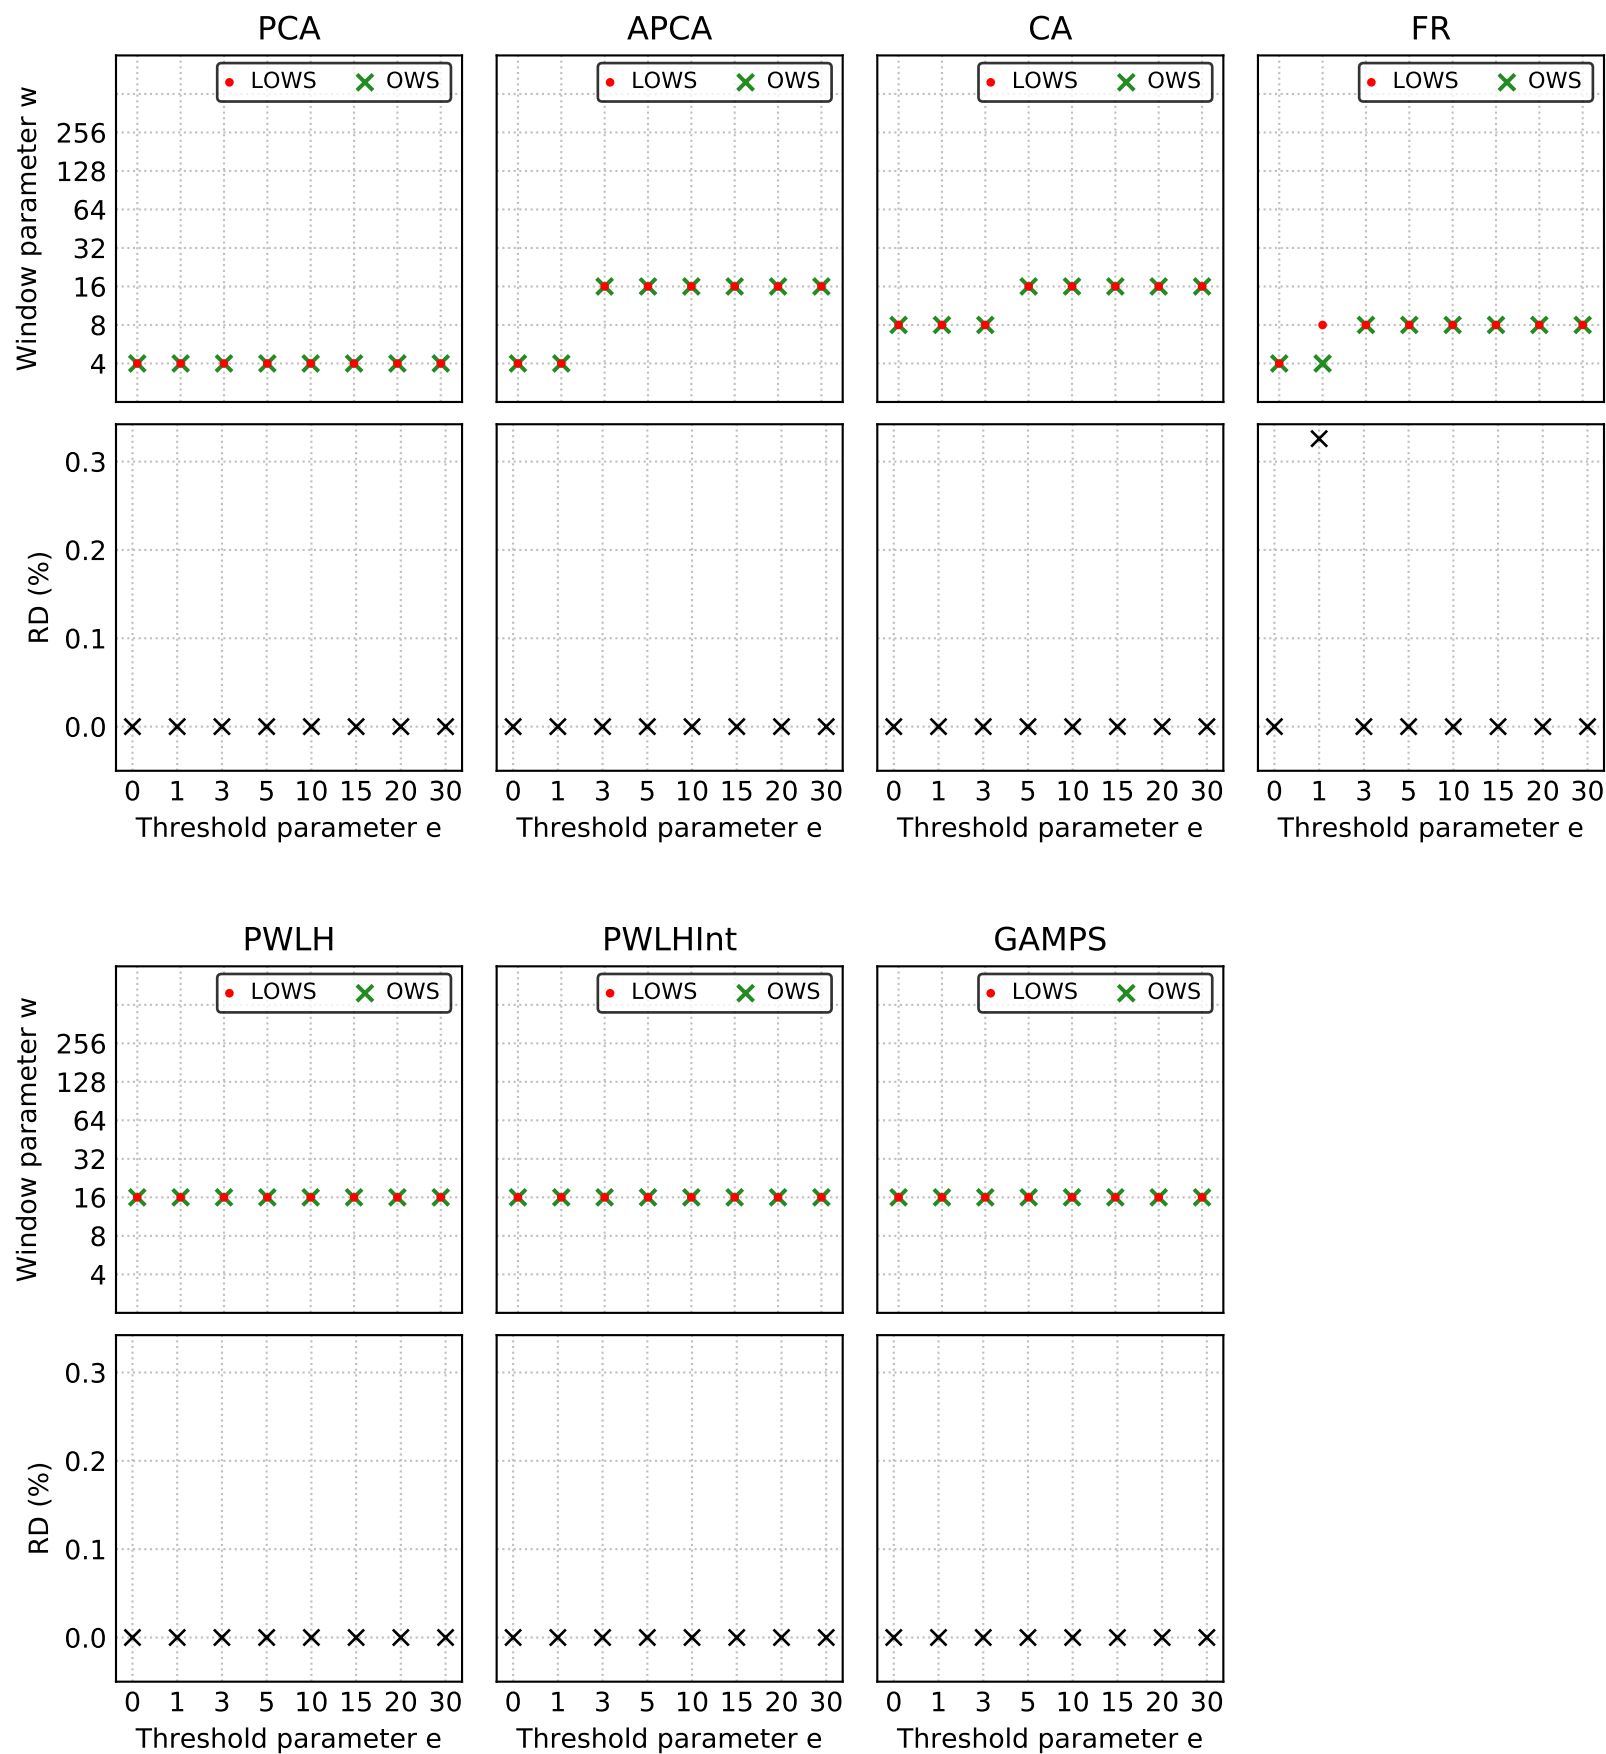 PCA APCA CA FR
LOWS OWS LOWS OWS LOWS OWS LOWS OWS
Window parameter w
256
128
64
32
16
8
4
RD (%)
0.3
0.2
0.1
0.0
0 1 3 5 10 15 20 30 0 1 3 5 10 15 20 30 0 1 3 5 10 15 20 30 0 1 3 5 10 15 20 30
Threshold parameter e Threshold parameter e Threshold parameter e Threshold parameter e
PWLH PWLHInt GAMPS
LOWS OWS LOWS OWS LOWS OWS
Window parameter w
256
128
64
32
16
8
4
RD (%)
0.3
0.2
0.1
0.0
0 1 3 5 10 15 20 30 0 1 3 5 10 15 20 30 0 1 3 5 10 15 20 30
Threshold parameter e Threshold parameter e Threshold parameter e